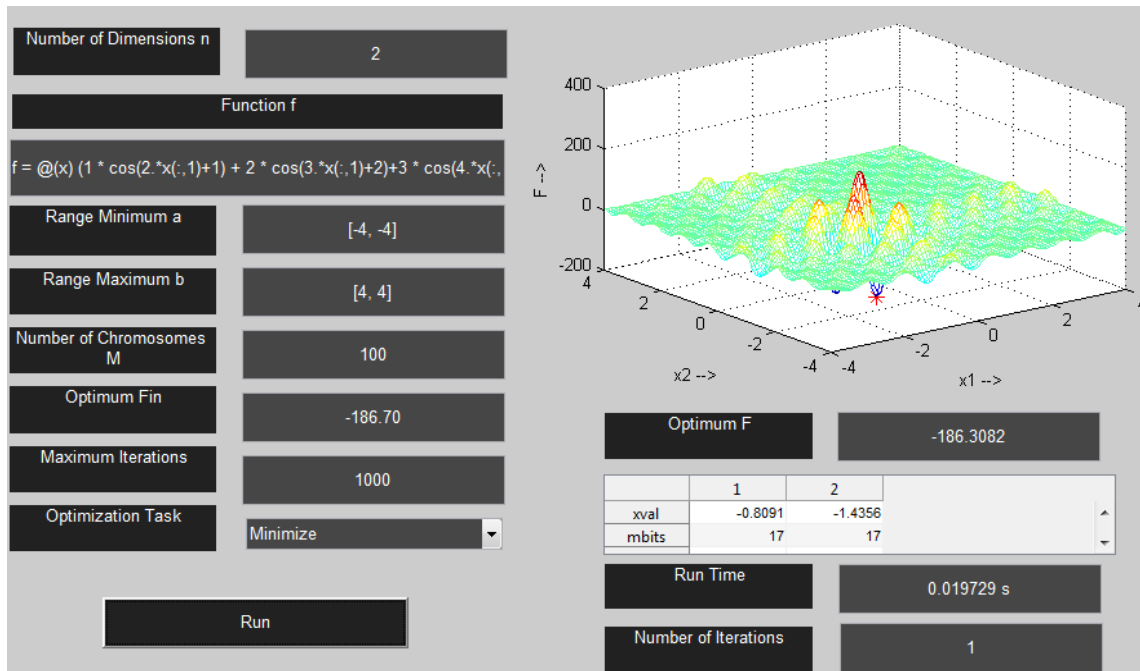 Number of Dimensions n
2
Function f
f = @(x) (1 * cos(2.*x(:,1)+1) + 2 * cos(3.*x(:,1)+2)+3 * cos(4.*x(:,
Range Minimum a
[-4, -4]
Range Maximum b
[4, 4]
Number of Chromosomes
M
100
Optimum Fin
-186.70
Maximum Iterations
1000
Optimization Task
Minimize
Run
400
200
0
-200
F -->
4
2
0
-2
-4
x2 -->
-4
-2
0
2
x1 -->
Optimum F
-186.3082
1 2
xval -0.8091 -1.4356
mbits 17 17
Run Time
0.019729 s
Number of Iterations
1